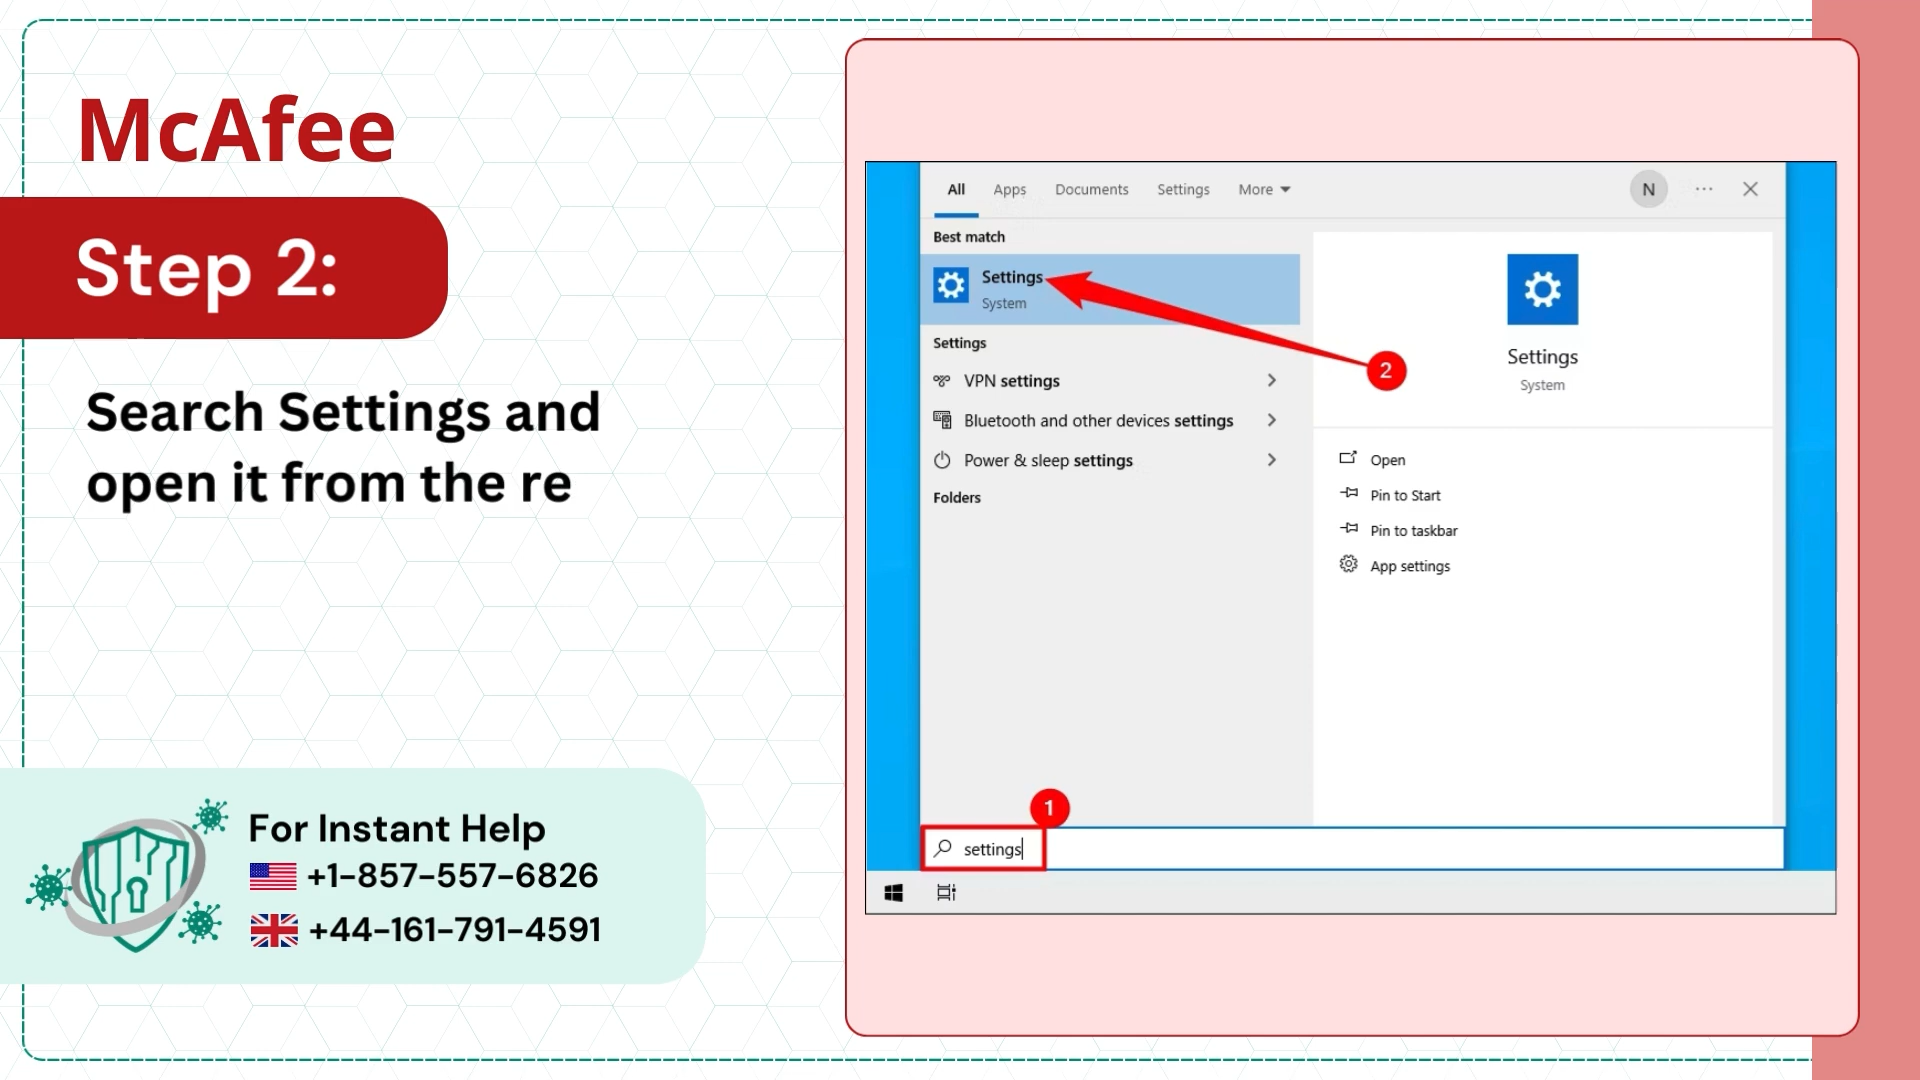 McAfee
Step 2:
Search Settings and
open it from the re
For Instant Help
+1-857-557-6826
+44-161-791-4591
All Apps Documents Settings More N ... 
Best match
Settings
System
Settings
VPN settings
Bluetooth and other devices settings
Power & sleep settings
Folders
2
Settings
System
Open
Pin to Start
Pin to taskbar
App settings
1
settings